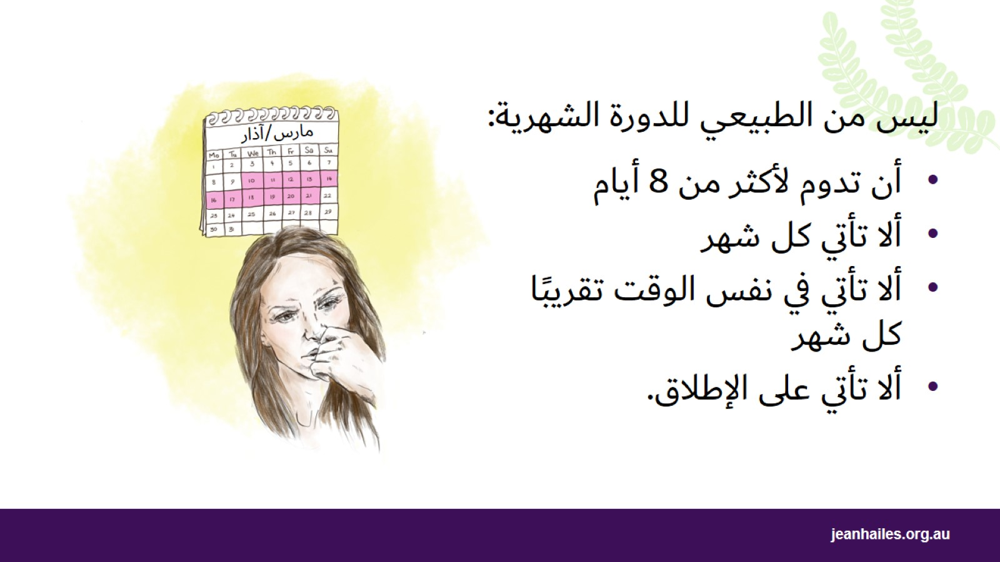 ليس من الطبيعي للدورة الشهرية:
• أن تدوم لأكثر من 8 أيام
• ألا تأتي كل شهر
• ألا تأتي في نفس الوقت تقريبًا
كل شهر
• ألا تأتي على الإطلاق.
مارس/آذار
Mo Tu We Th Fr Sa Su
1 2 3 4 5 6 7
8 9 10 11 12 13 14
16 17 18 19 20 21 22
23 24 25 26 27 28 29
30 31
jeanhailes.org.au